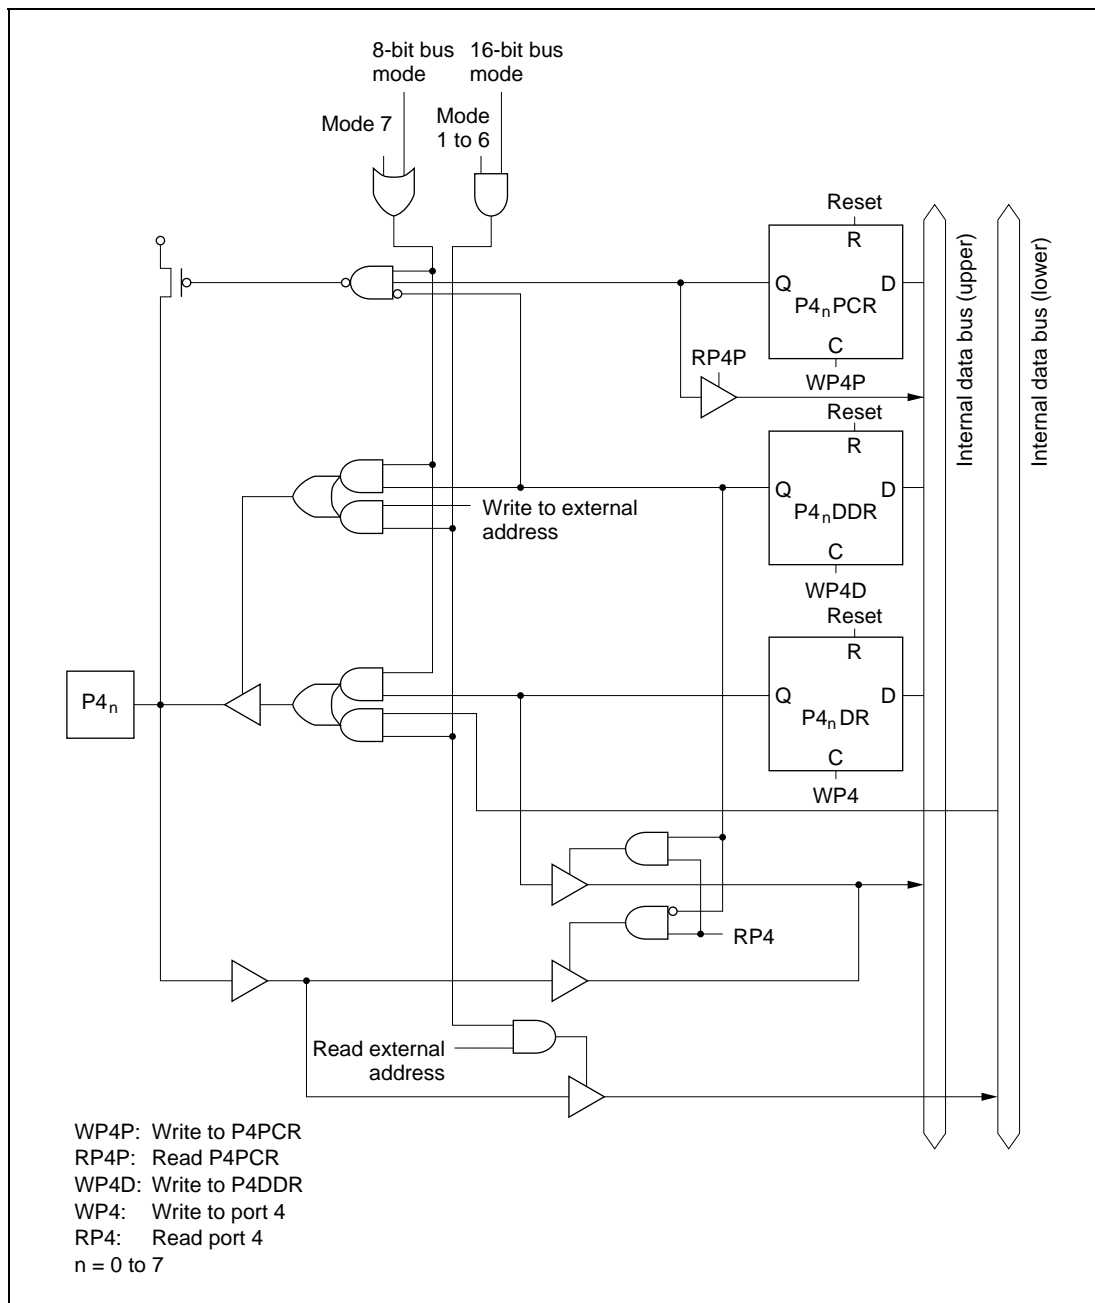 8-bit bus mode
16-bit bus mode
Mode 7
Mode 1 to 6
Reset
R
Q
D
P4nPCR
C
WP4P
RP4P
Reset
R
Q
D
P4nDDR
C
WP4D
Write to external address
Reset
R
Q
D
P4nDR
C
WP4
P4n
RP4
Read external address
Internal data bus (upper)
Internal data bus (lower)
WP4P: Write to P4PCR
RP4P: Read P4PCR
WP4D: Write to P4DDR
WP4: Write to port 4
RP4: Read port 4
n = 0 to 7